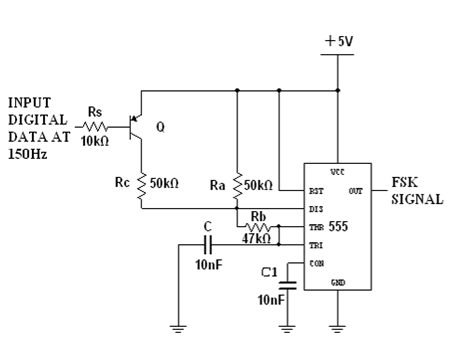 +5V
INPUT
DIGITAL
DATA AT
150Hz
Rs
10kΩ
Q
Rc
50kΩ
Ra
50kΩ
Rb
47kΩ
C
10nF
C1
10nF
VCC
RST
OUT
DIS
THR
555
TRI
CON
GND
FSK
SIGNAL